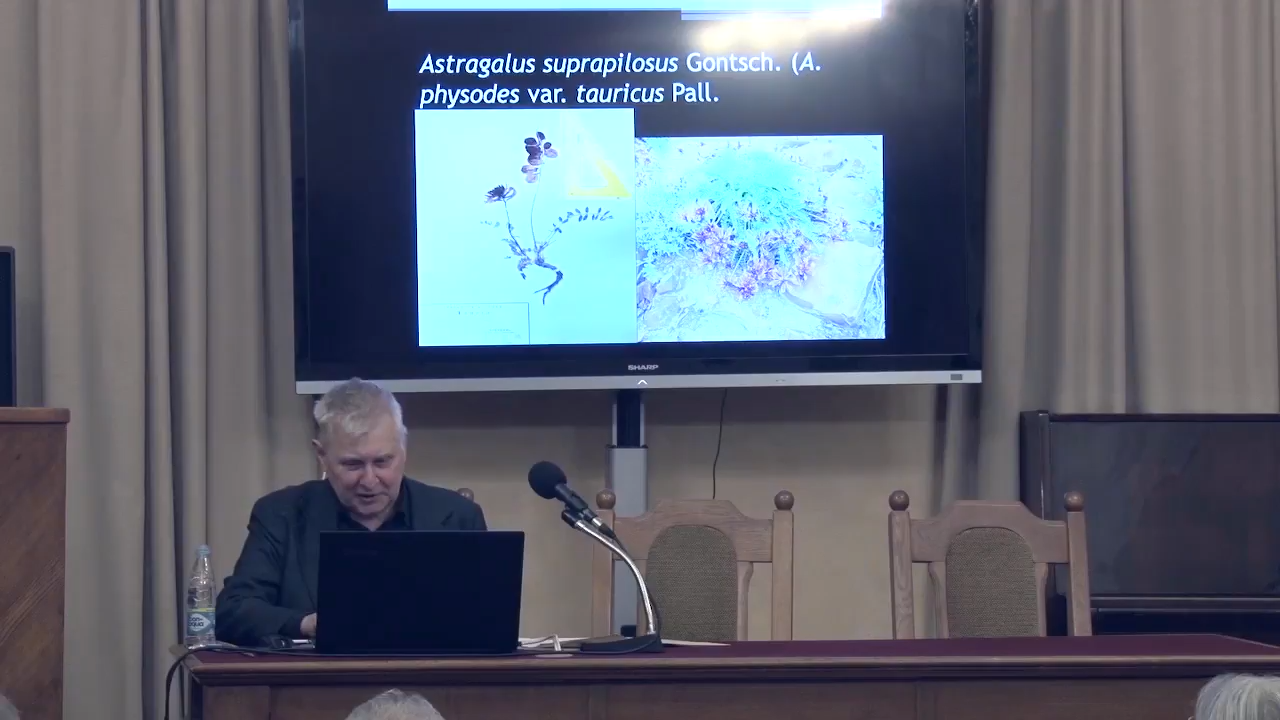 Astragalus suprapilosus Gontsch. (A.
physodes var. tauricus Pall.
SHARP